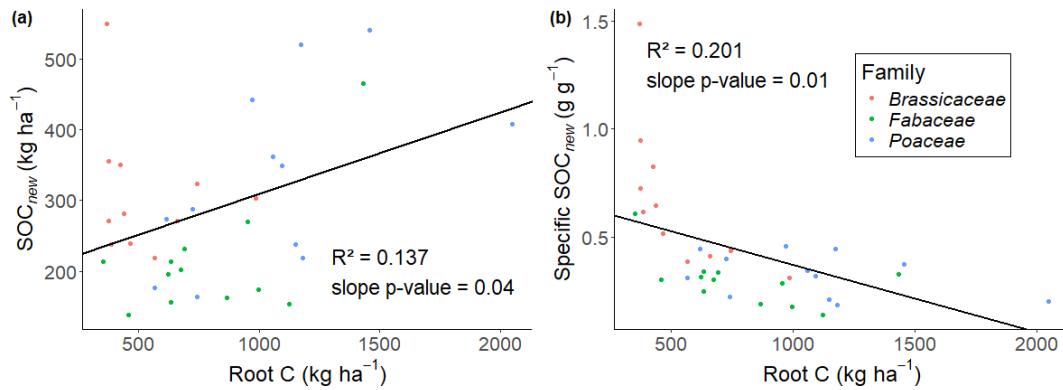 (a)
SOCnew (kg ha⁻¹)
500
400
300
200
R² = 0.137
slope p-value = 0.04
500
1000
1500
2000
Root C (kg ha⁻¹)
(b)
Specific SOCnew (g g⁻¹)
1.5
1.0
0.5
R² = 0.201
slope p-value = 0.01
Family
Brassicaceae
Fabaceae
Poaceae
500
1000
1500
2000
Root C (kg ha⁻¹)